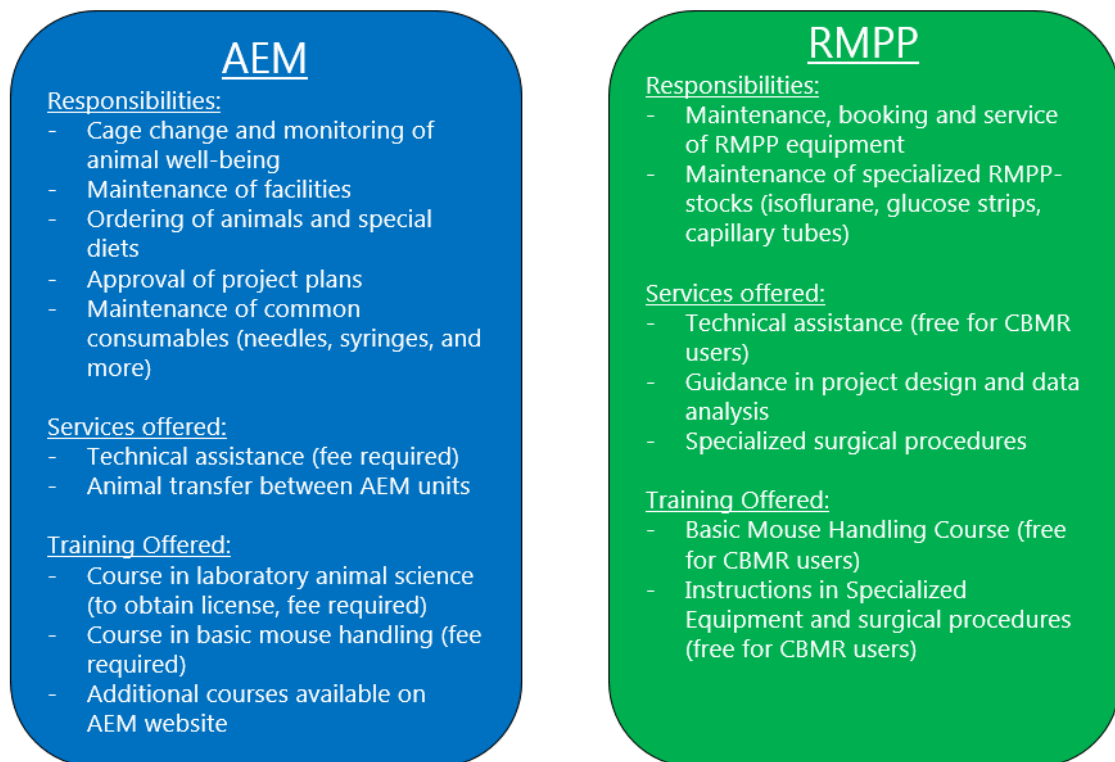 AEM
Responsibilities:
- Cage change and monitoring of
animal well-being
- Maintenance of facilities
- Ordering of animals and special
diets
- Approval of project plans
- Maintenance of common
consumables (needles, syringes, and
more)
Services offered:
- Technical assistance (fee required)
- Animal transfer between AEM units
Training Offered:
- Course in laboratory animal science
(to obtain license, fee required)
- Course in basic mouse handling (fee
required)
- Additional courses available on
AEM website
RMPP
Responsibilities:
- Maintenance, booking and service
of RMPP equipment
- Maintenance of specialized RMPP-
stocks (isoflurane, glucose strips,
capillary tubes)
Services offered:
- Technical assistance (free for CBMR
users)
- Guidance in project design and data
analysis
- Specialized surgical procedures
Training Offered:
- Basic Mouse Handling Course (free
for CBMR users)
- Instructions in Specialized
Equipment and surgical procedures
(free for CBMR users)